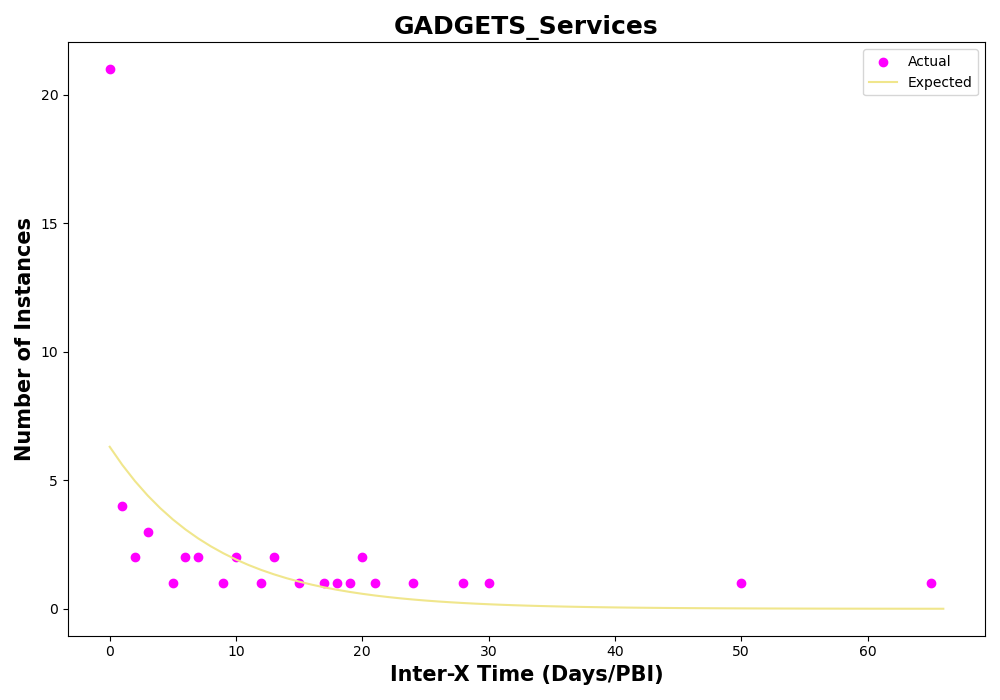 GADGETS_Services
Actual
Expected
Number of Instances
20
15
10
5
0
0 10 20 30 40 50 60
Inter-X Time (Days/PBI)